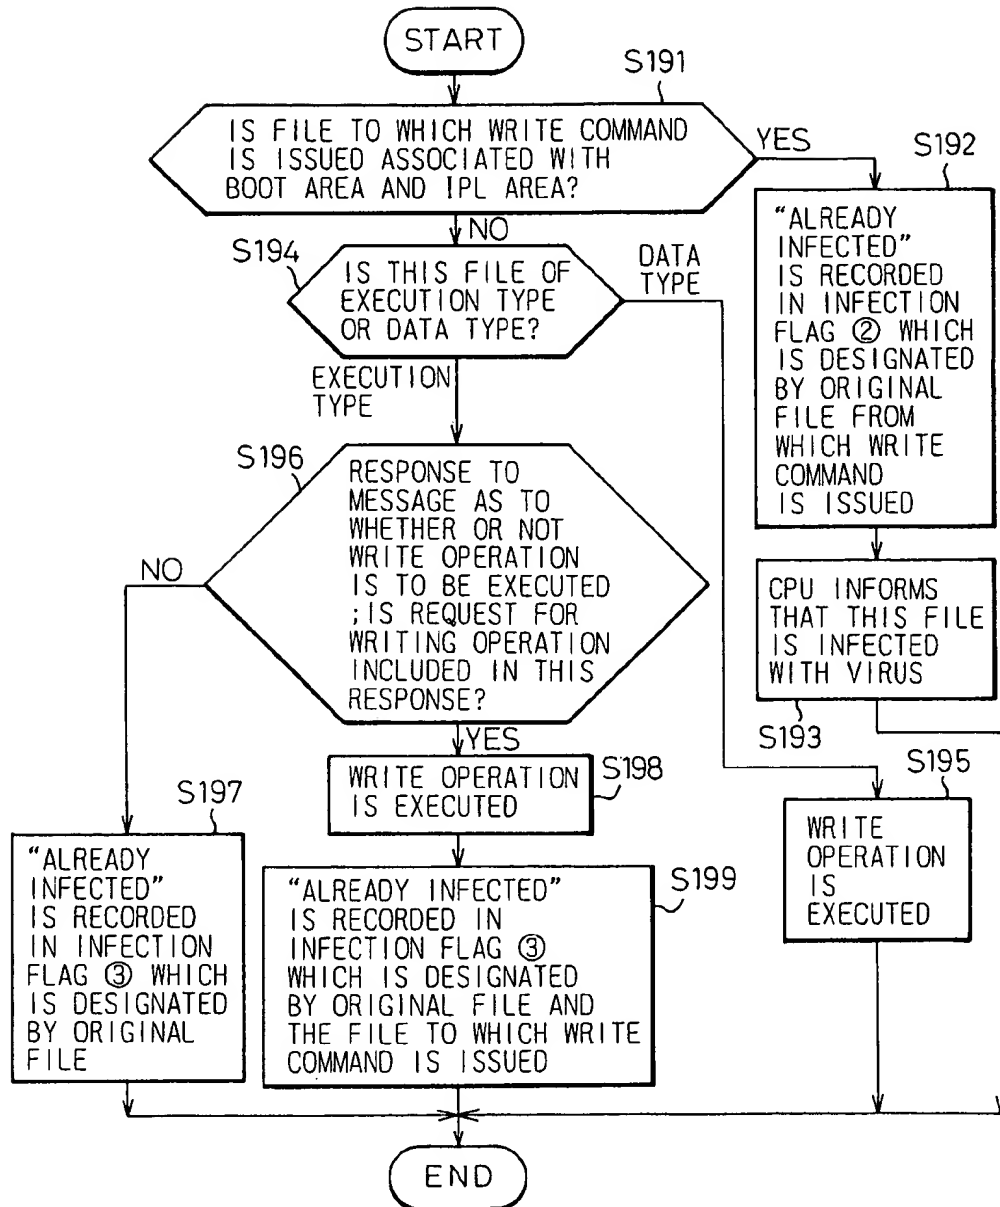 START
S191
IS FILE TO WHICH WRITE COMMAND
IS ISSUED ASSOCIATED WITH
BOOT AREA AND IPL AREA?
YES
S192
NO
"ALREADY
INFECTED"
IS RECORDED
IN INFECTION
FLAG ② WHICH
IS DESIGNATED
BY ORIGINAL
FILE FROM
WHICH WRITE
COMMAND
IS ISSUED
S194
IS THIS FILE OF
EXECUTION TYPE
OR DATA TYPE?
DATA
TYPE
EXECUTION
TYPE
S196
RESPONSE TO
MESSAGE AS TO
WHETHER OR NOT
WRITE OPERATION
IS TO BE EXECUTED
;IS REQUEST FOR
WRITING OPERATION
INCLUDED IN THIS
RESPONSE?
NO
CPU INFORMS
THAT THIS FILE
IS INFECTED
WITH VIRUS
S193
YES
S198
WRITE OPERATION
IS EXECUTED
S195
WRITE
OPERATION
IS
EXECUTED
S197
"ALREADY
INFECTED"
IS RECORDED
IN INFECTION
FLAG ③ WHICH
IS DESIGNATED
BY ORIGINAL
FILE
S199
"ALREADY INFECTED"
IS RECORDED IN
INFECTION FLAG ③
WHICH IS DESIGNATED
BY ORIGINAL FILE AND
THE FILE TO WHICH WRITE
COMMAND IS ISSUED
END